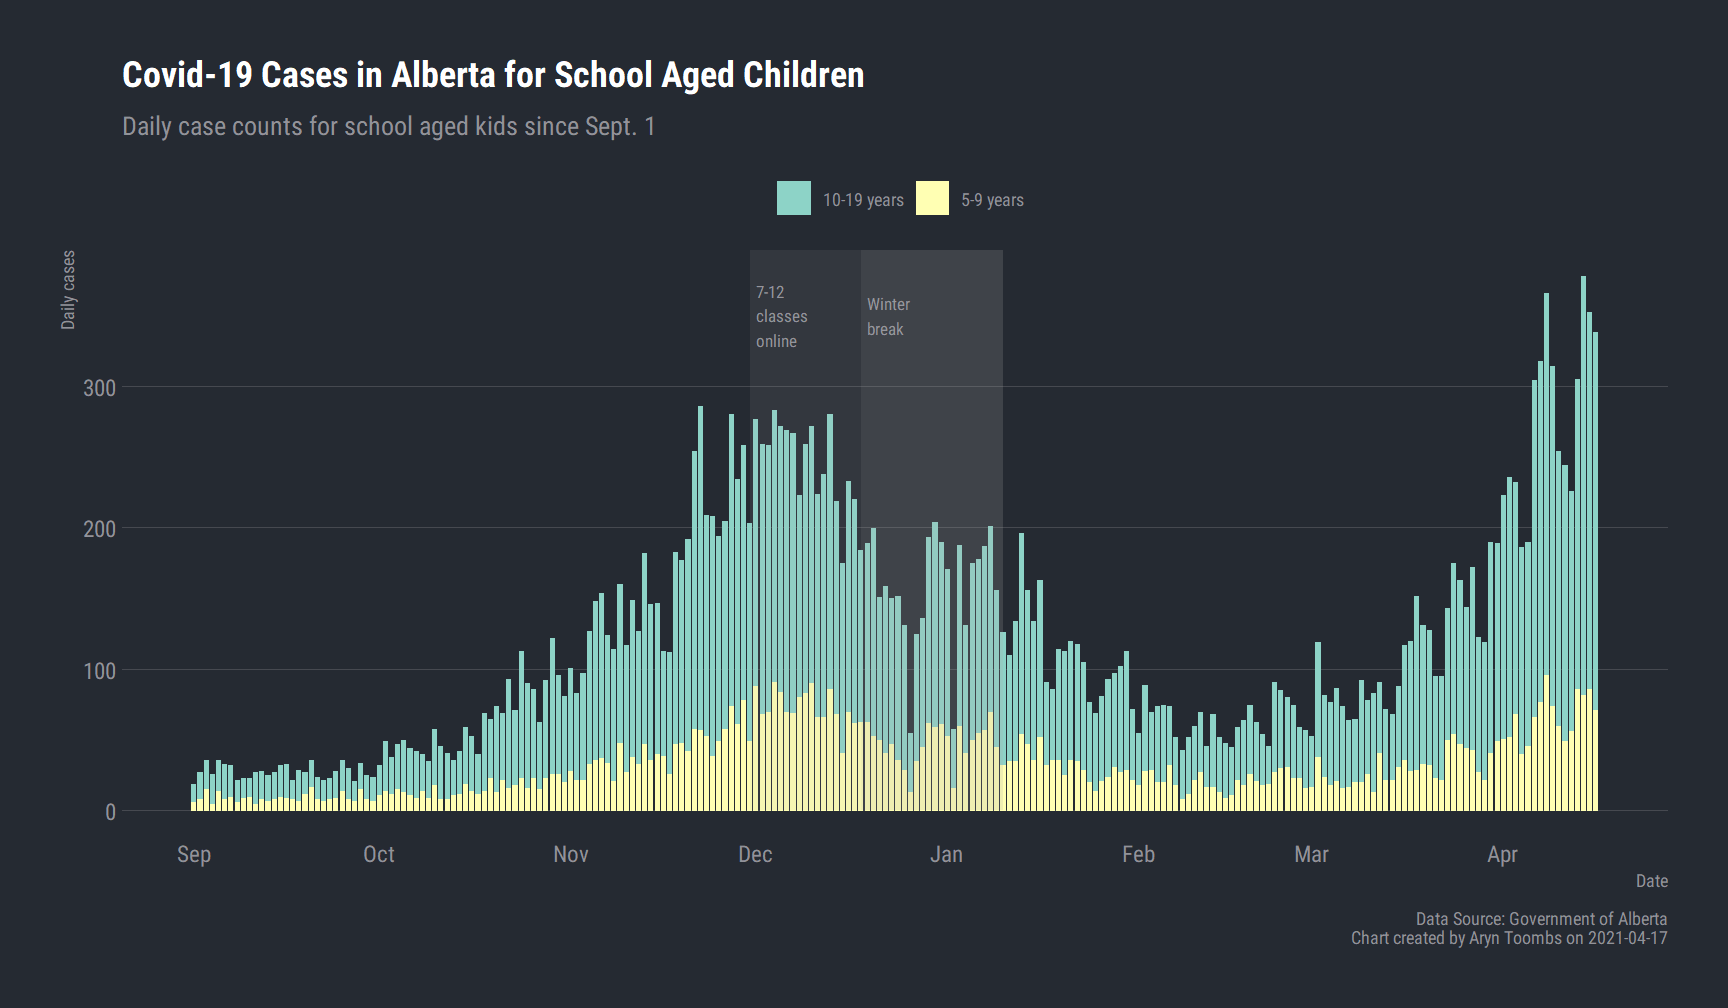 Covid-19 Cases in Alberta for School Aged Children
Daily case counts for school aged kids since Sept. 1
10-19 years
5-9 years
Daily cases
7-12
classes
online
Winter
break
300
200
100
0
Sep
Oct
Nov
Dec
Jan
Feb
Mar
Apr
Date
Data Source: Government of Alberta
Chart created by Aryn Toombs on 2021-04-17